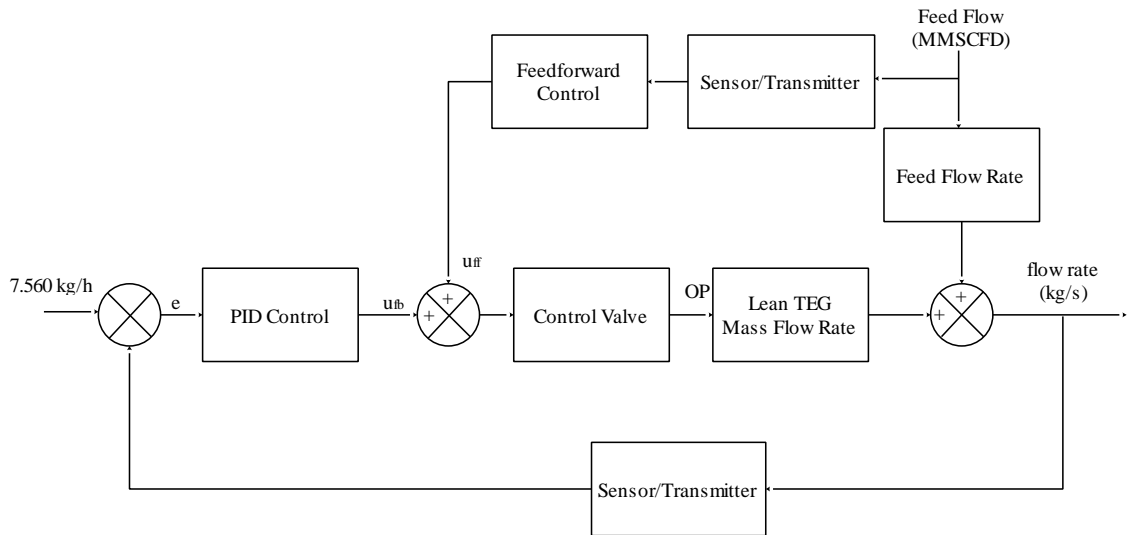 Feed Flow
(MMSCFD)
Feedforward
Control
Sensor/Transmitter
Feed Flow Rate
7.560 kg/h
e
PID Control
ufb
uff
+
+
Control Valve
OP
Lean TEG
Mass Flow Rate
+
+
flow rate
(kg/s)
Sensor/Transmitter